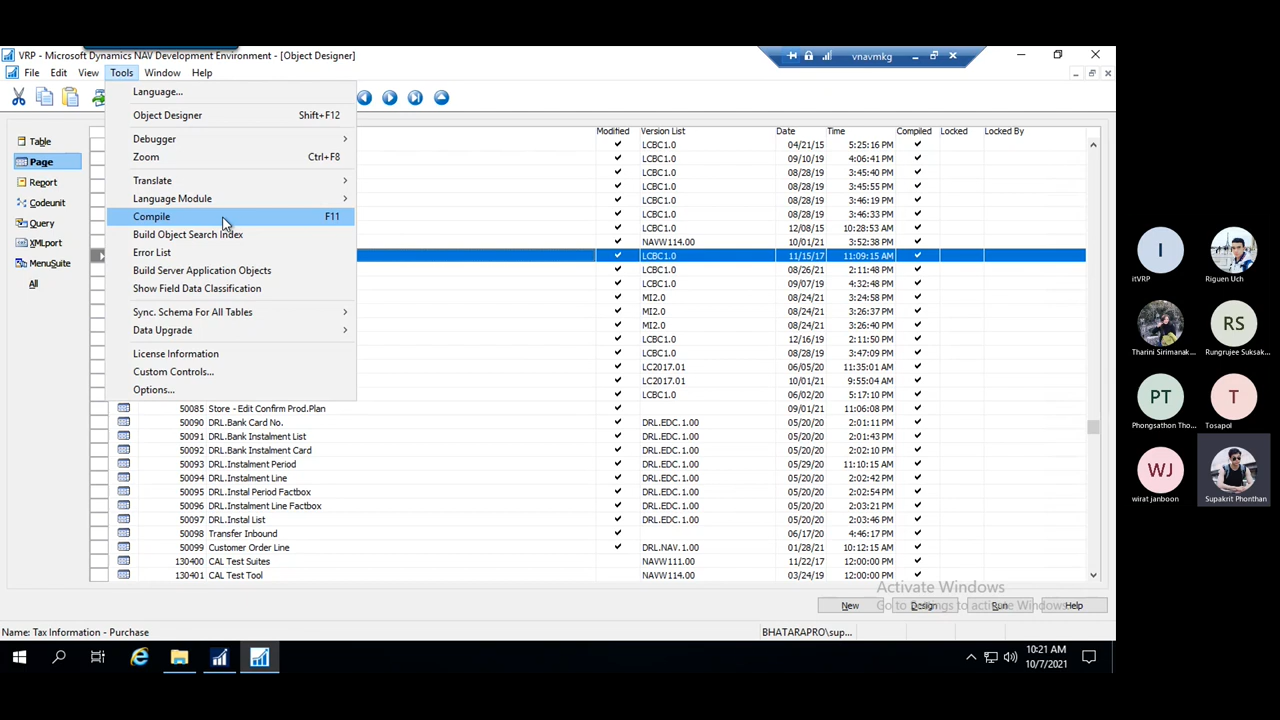 VRP - Microsoft Dynamics NAV Development Environment - [Object Designer]
vnavmkg
File Edit View Tools Window Help
Language...
Object Designer Shift+F12
Debugger
Zoom Ctrl+F8
Translate
Language Module
Compile F11
Build Object Search Index
Error List
Build Server Application Objects
Show Field Data Classification
Sync. Schema For All Tables
Data Upgrade
License Information
Custom Controls...
Options...
Table
Page
Report
Codeunit
Query
XMLport
MenuSuite
All
Modified Version List Date Time Compiled Locked Locked By
LCBC1.0 04/21/15 5:25:16 PM
LCBC1.0 09/10/19 4:06:41 PM
LCBC1.0 08/28/19 3:45:40 PM
LCBC1.0 08/28/19 3:45:55 PM
LCBC1.0 08/28/19 3:46:19 PM
LCBC1.0 08/28/19 3:46:33 PM
LCBC1.0 12/08/15 10:28:53 AM
NAVW114.00 10/01/21 3:52:38 PM
LCBC1.0 11/15/17 11:09:15 AM
LCBC1.0 08/26/21 2:11:48 PM
LCBC1.0 09/07/19 4:32:48 PM
MI2.0 08/24/21 3:24:58 PM
MI2.0 08/24/21 3:26:37 PM
MI2.0 08/24/21 3:26:40 PM
LCBC1.0 12/16/19 2:11:50 PM
LCBC1.0 08/28/19 3:47:09 PM
LC2017.01 06/05/20 11:35:01 AM
LC2017.01 10/01/21 9:55:04 AM
LCBC1.0 06/02/20 5:17:10 PM
50085 Store - Edit Confirm Prod.Plan 09/01/21 11:06:08 PM
50090 DRL.Bank Card No. DRL.EDC.1.00 05/20/20 2:01:11 PM
50091 DRL.Bank Instalment List DRL.EDC.1.00 05/20/20 2:01:43 PM
50092 DRL.Bank Instalment Card DRL.EDC.1.00 05/20/20 2:02:10 PM
50093 DRL.Instalment Period DRL.EDC.1.00 05/29/20 11:10:15 AM
50094 DRL.Instalment Line DRL.EDC.1.00 05/20/20 2:02:42 PM
50095 DRL.Instal Period Factbox DRL.EDC.1.00 05/20/20 2:02:54 PM
50096 DRL.Instalment Line Factbox DRL.EDC.1.00 05/20/20 2:03:21 PM
50097 DRL.Instal List DRL.EDC.1.00 05/20/20 2:03:46 PM
50098 Transfer Inbound 06/17/20 4:46:17 PM
50099 Customer Order Line DRL.NAV.1.00 01/28/21 10:12:15 AM
130400 CAL Test Suites NAVW111.00 11/22/17 12:00:00 PM
130401 CAL Test Tool NAVW114.00 03/24/19 12:00:00 PM
Activate Windows
Go to Settings to activate Windows.
New Design Run Help
Name: Tax Information - Purchase BHATARAPRO\sup...
10:21 AM
10/7/2021
I
itVRP Riguen Uch
RS
Tharini Sirimanak... Rungrujee Suksak...
PT T
Phongsathon Tho... Tosapol
WJ
wirat janboon Supakrit Phonthan